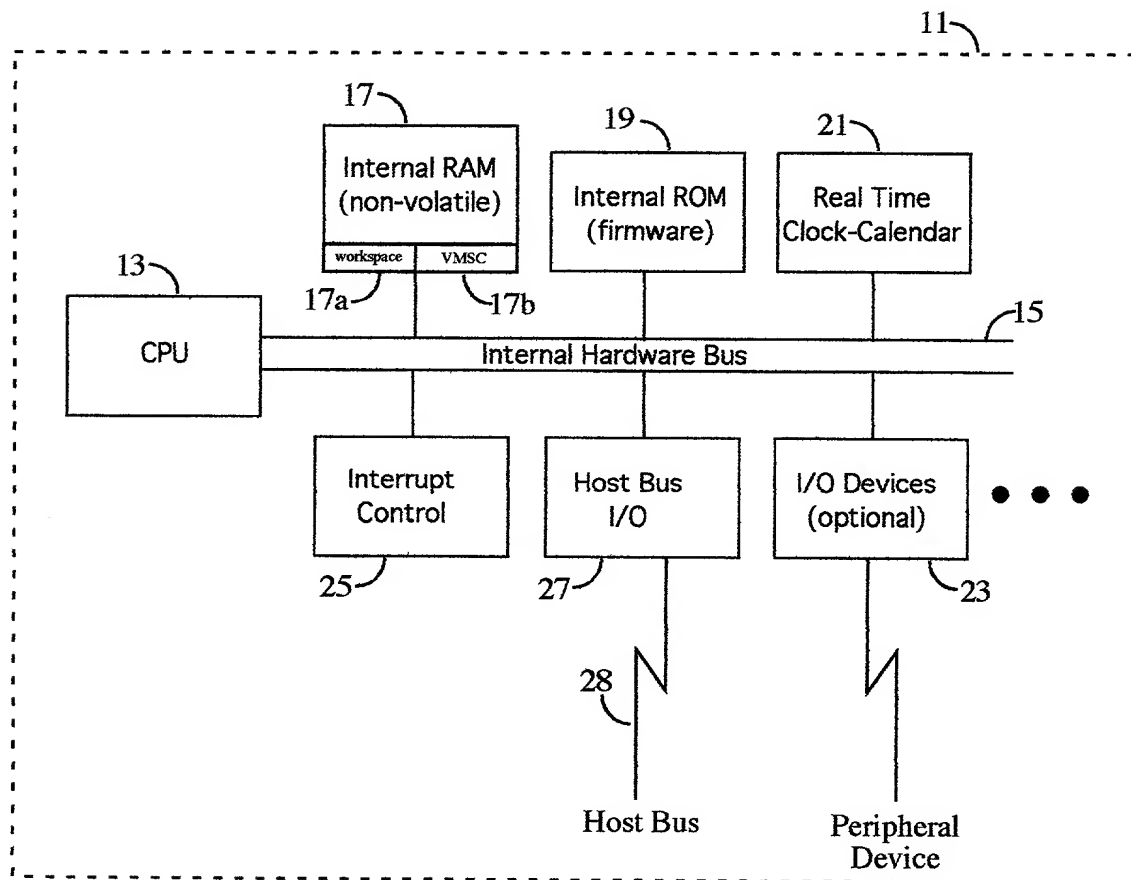 11
17
19
21
Internal RAM
(non-volatile)
workspace
VMSC
Internal ROM
(firmware)
Real Time
Clock-Calendar
13
17a
17b
15
CPU
Internal Hardware Bus
Interrupt
Control
Host Bus
I/O
I/O Devices
(optional)
25
27
23
28
Host Bus
Peripheral
Device